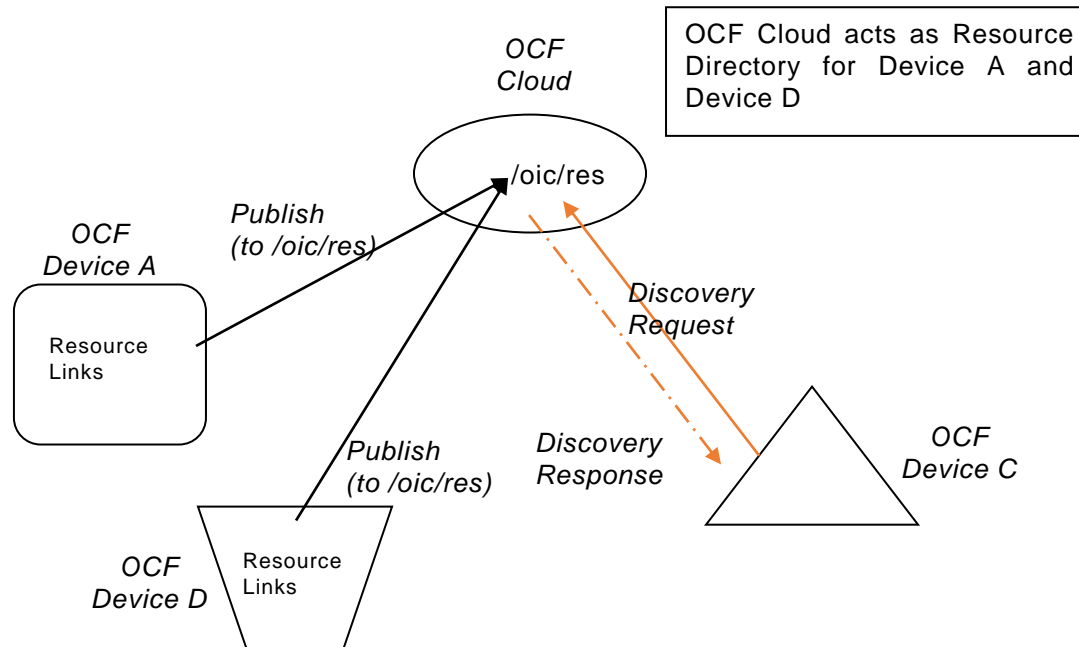 OCF
Cloud
OCF Cloud acts as Resource
Directory for Device A and
Device D
/oic/res
Publish
(to /oic/res)
OCF
Device A
Resource
Links
Discovery
Request
Publish
(to /oic/res)
Discovery
Response
OCF
Device C
OCF
Device D
Resource
Links